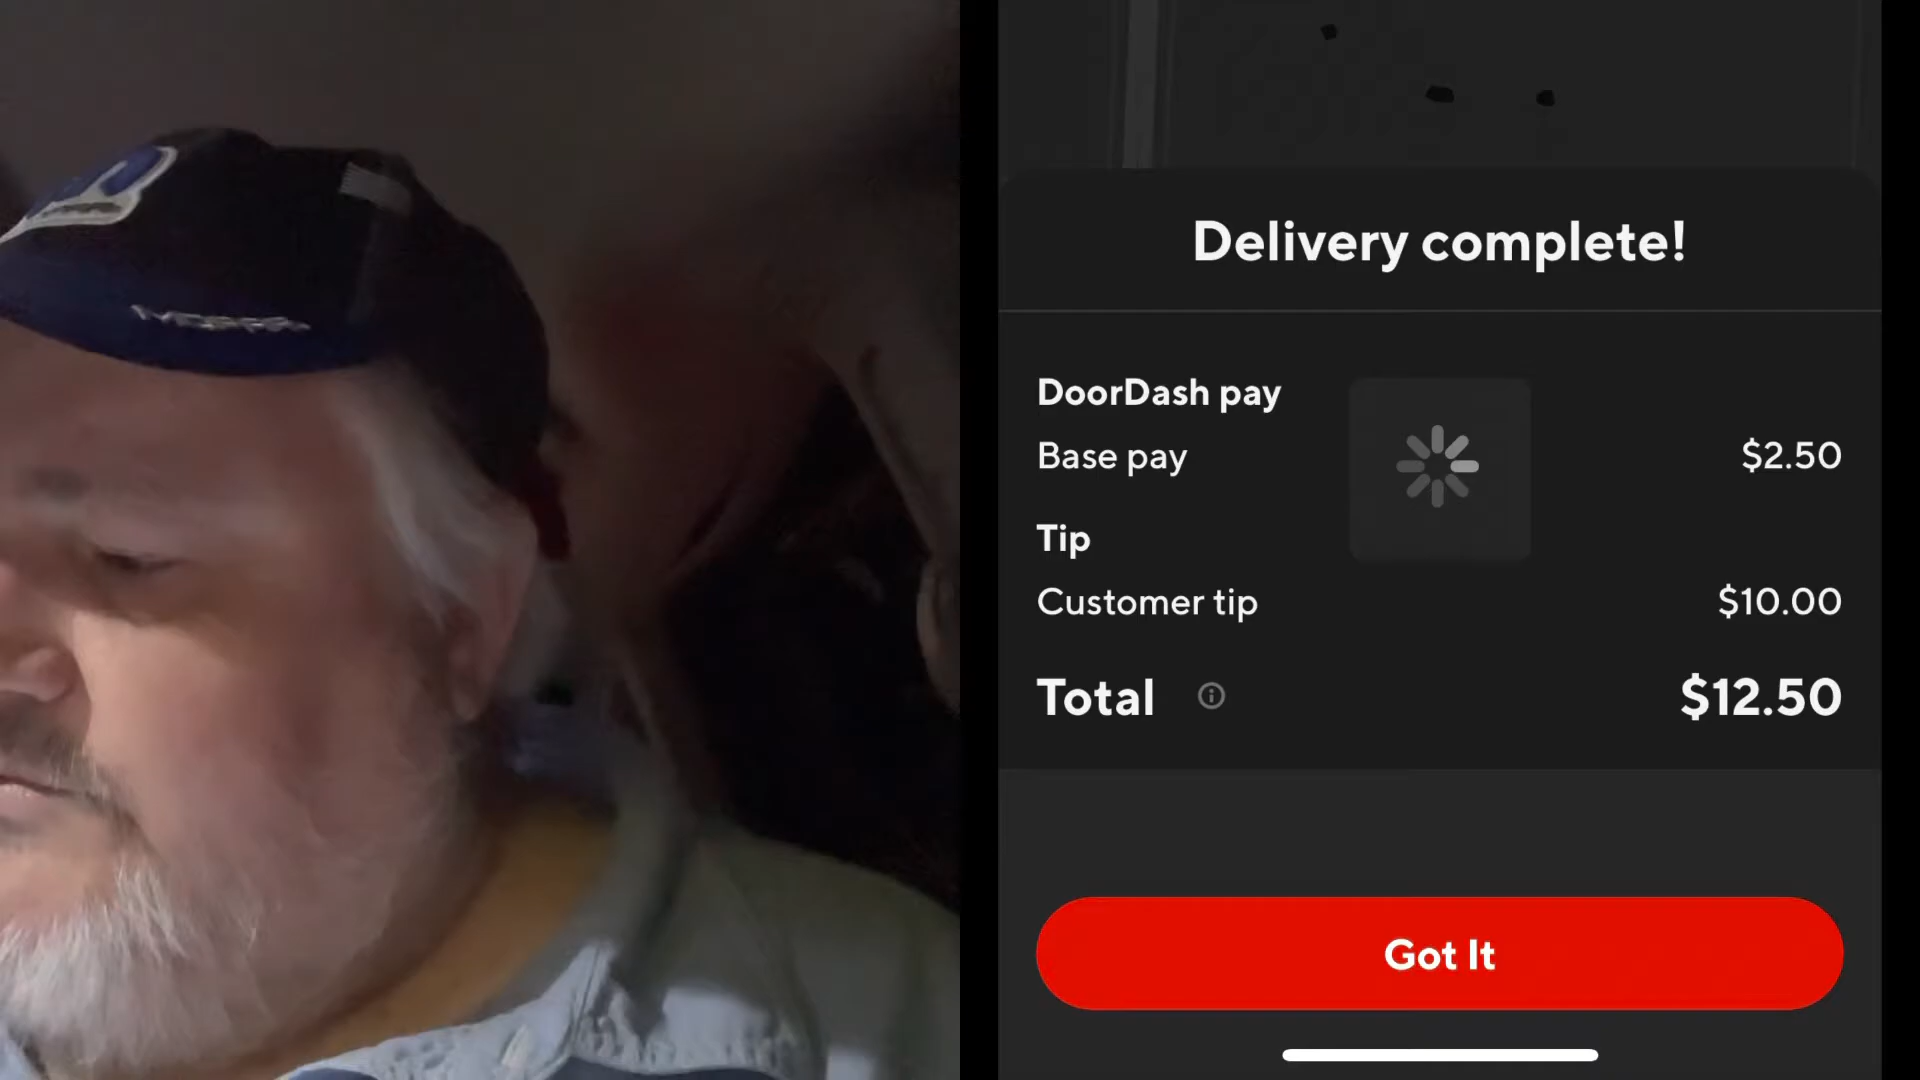 Delivery complete!
DoorDash pay
Base pay $2.50
Tip
Customer tip $10.00
Total $12.50
Got It